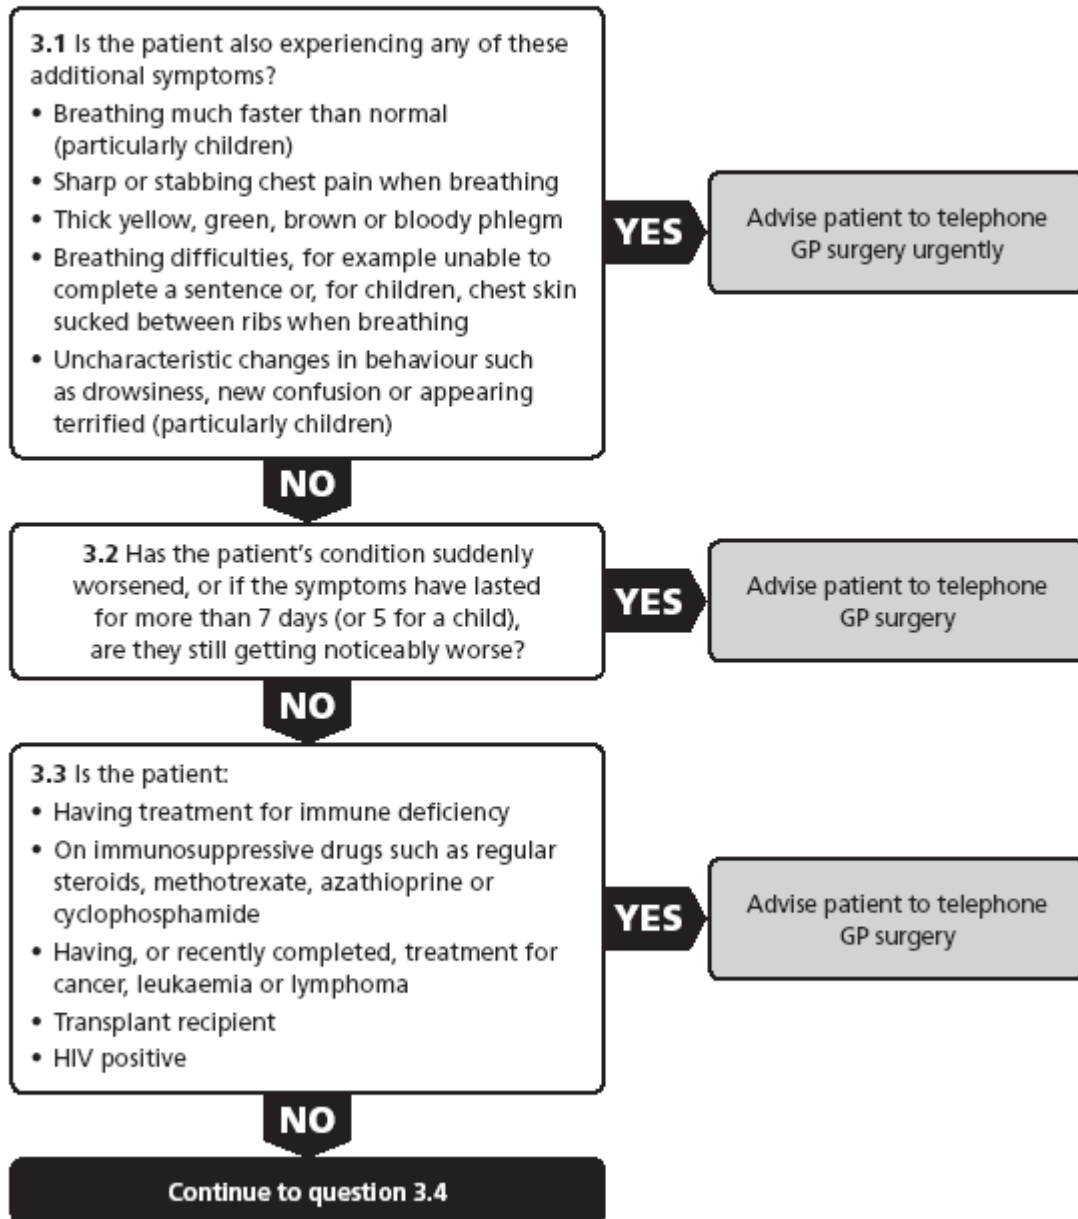 3.1 Is the patient also experiencing any of these
additional symptoms?
• Breathing much faster than normal
(particularly children)
• Sharp or stabbing chest pain when breathing
• Thick yellow, green, brown or bloody phlegm
• Breathing difficulties, for example unable to
complete a sentence or, for children, chest skin
sucked between ribs when breathing
• Uncharacteristic changes in behaviour such
as drowsiness, new confusion or appearing
terrified (particularly children)
YES
Advise patient to telephone
GP surgery urgently
NO
3.2 Has the patient's condition suddenly
worsened, or if the symptoms have lasted
for more than 7 days (or 5 for a child),
are they still getting noticeably worse?
YES
Advise patient to telephone
GP surgery
NO
3.3 Is the patient:
• Having treatment for immune deficiency
• On immunosuppressive drugs such as regular
steroids, methotrexate, azathioprine or
cyclophosphamide
• Having, or recently completed, treatment for
cancer, leukaemia or lymphoma
• Transplant recipient
• HIV positive
YES
Advise patient to telephone
GP surgery
NO
Continue to question 3.4